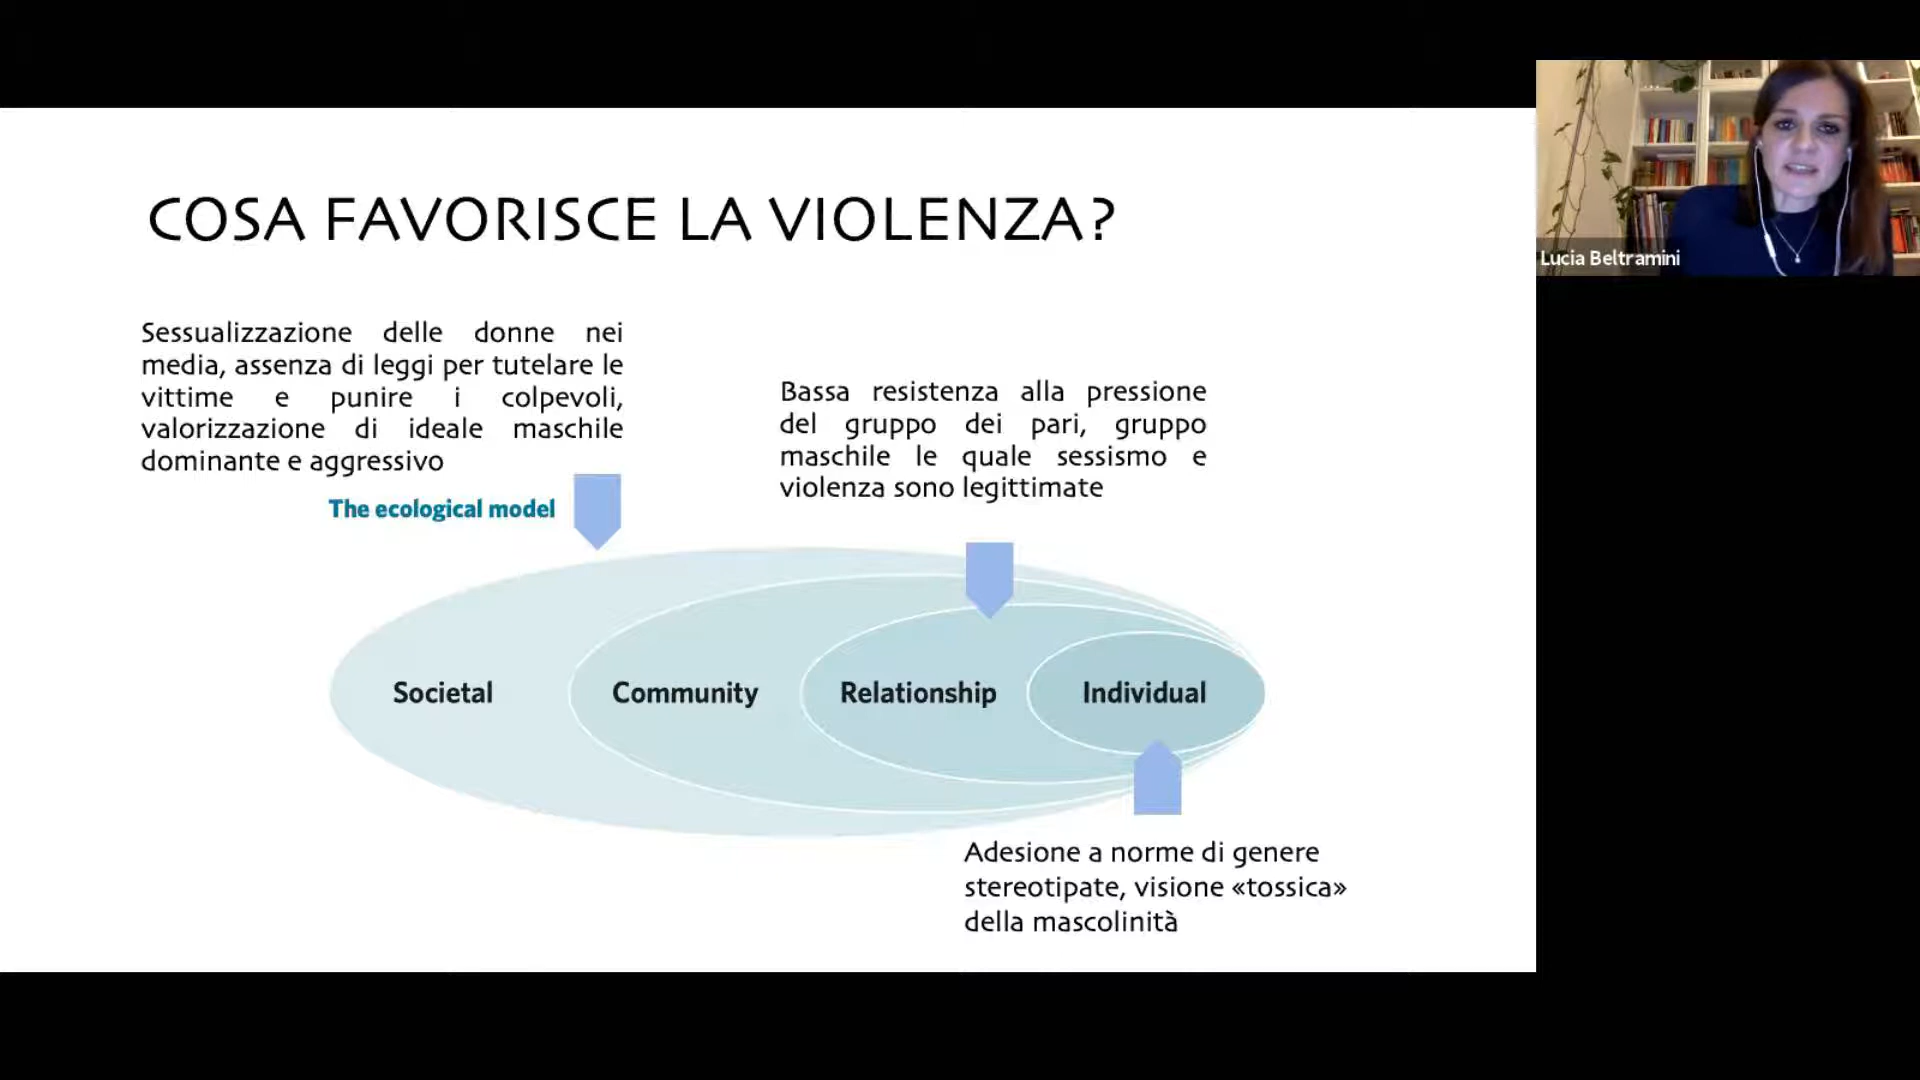 COSA FAVORISCE LA VIOLENZA?
Sessualizzazione delle donne nei
media, assenza di leggi per tutelare le
vittime e punire i colpevoli,
valorizzazione di ideale maschile
dominante e aggressivo
Bassa resistenza alla pressione
del gruppo dei pari, gruppo
maschile le quale sessismo e
violenza sono legittimate
The ecological model
Societal
Community
Relationship
Individual
Adesione a norme di genere
stereotipate, visione «tossica»
della mascolinità
Lucia Beltramini